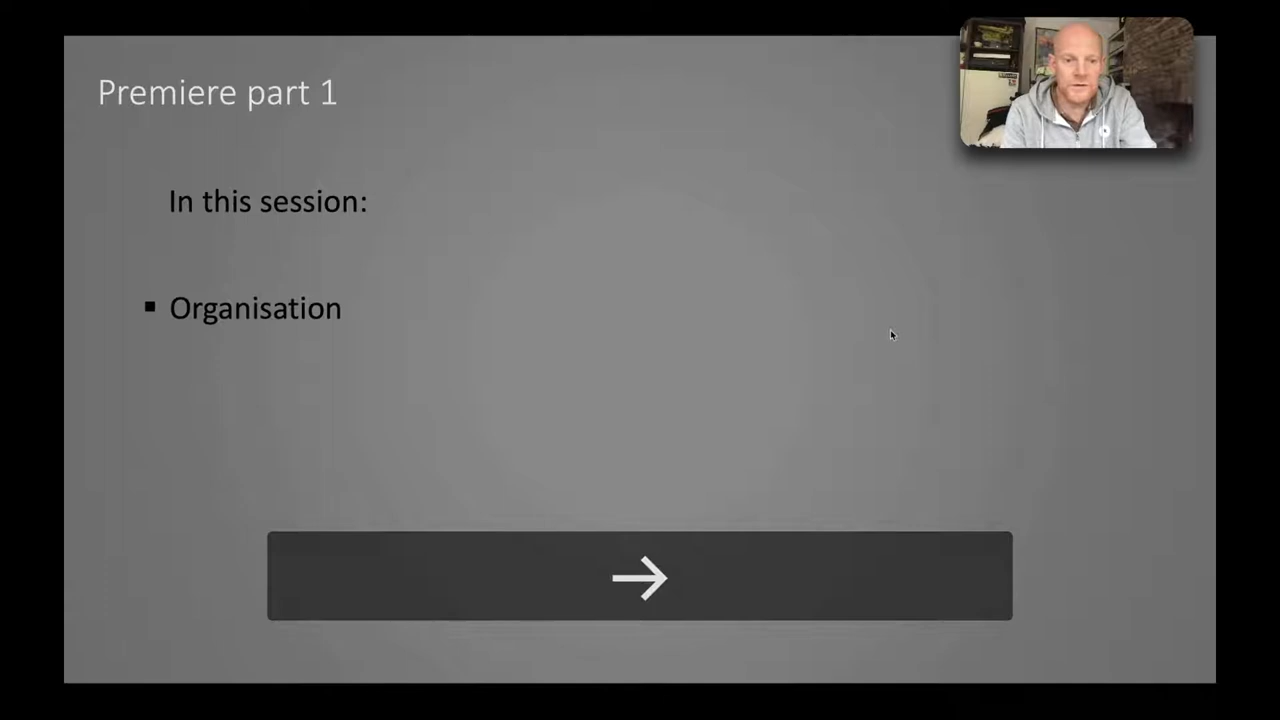 Premiere part 1
In this session:
▪ Organisation